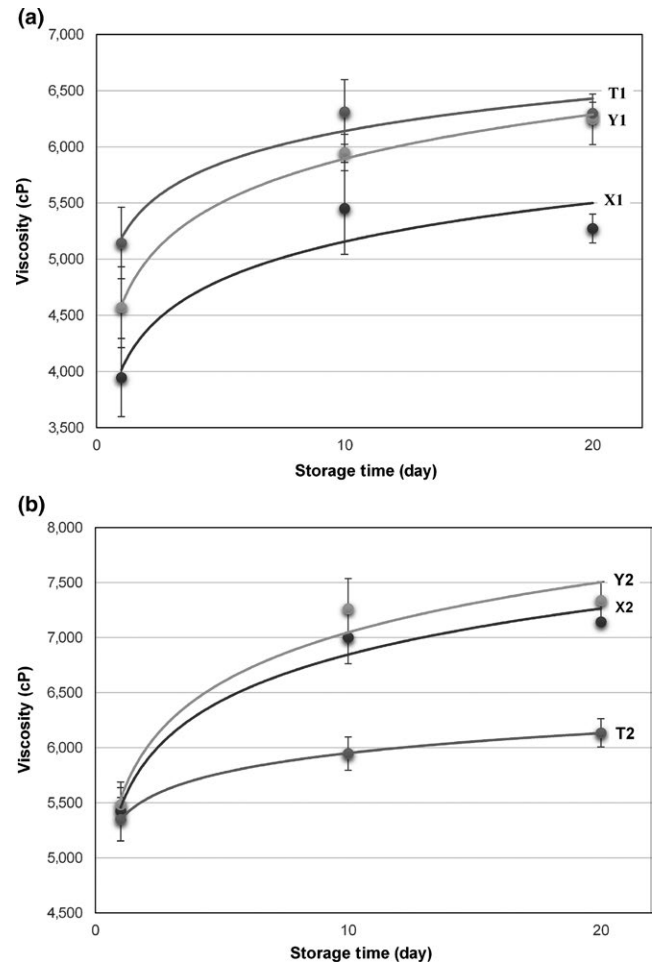 (a)
7,000
6,500
6,000
5,500
5,000
4,500
4,000
3,500
Viscosity (cP)
T1
Y1
X1
0
10
20
Storage time (day)
(b)
8,000
7,500
7,000
6,500
6,000
5,500
5,000
4,500
Viscosity (cP)
Y2
X2
T2
0
10
20
Storage time (day)